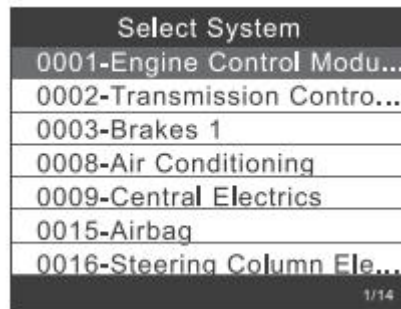 Select System
0001-Engine Control Modu...
0002-Transmission Contro...
0003-Brakes 1
0008-Air Conditioning
0009-Central Electrics
0015-Airbag
0016-Steering Column Ele...
1/14